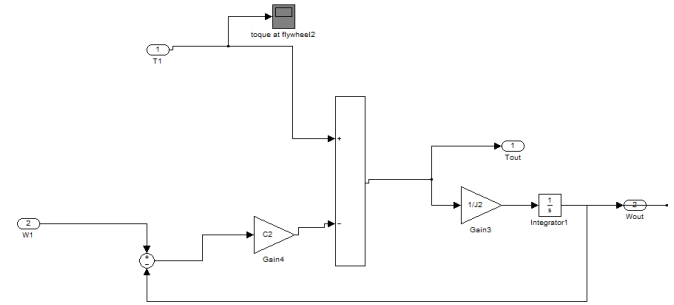 toque at flywheel2
1
T1
+
1
Tout
1/J2
Gain3
1
s
Integrator1
2
Wout
2
W1
+
−
C2
Gain4
−